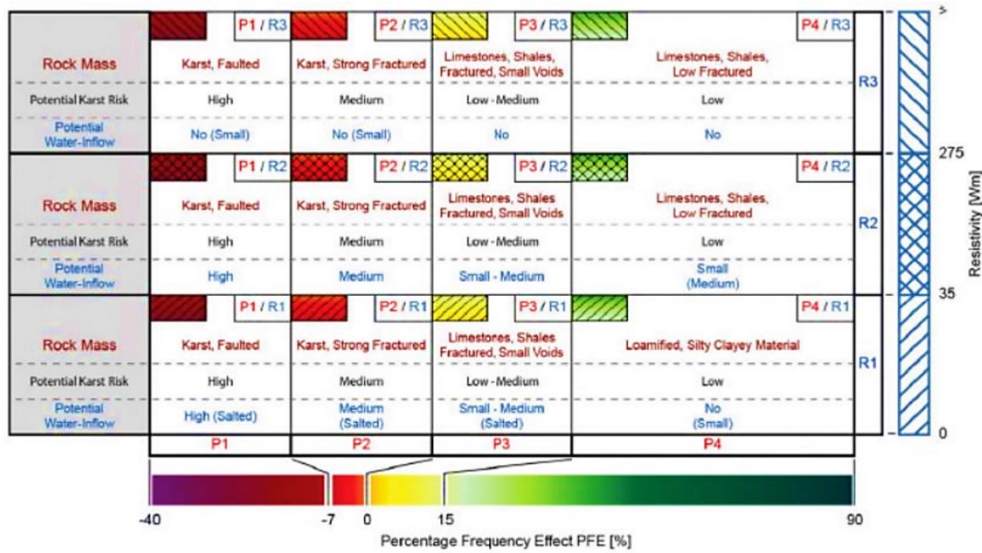 P1 / R3 P2 / R3 P3 / R3 P4 / R3
Rock Mass Karst, Faulted Karst, Strong Fractured Limestones, Shales, Limestones, Shales,
Fractured, Small Voids Low Fractured
Potential Karst Risk High Medium Low - Medium Low
Potential
Water-Inflow No (Small) No (Small) No No
R3
275
P1 / R2 P2 / R2 P3 / R2 P4 / R2
Rock Mass Karst, Faulted Karst, Strong Fractured Limestones, Shales Limestones, Shales,
Fractured, Small Voids Low Fractured
Potential Karst Risk High Medium Low - Medium Low
Potential Small
Water-Inflow High Medium Small - Medium (Medium)
R2
Resistivity [Wm]
35
P1 / R1 P2 / R1 P3 / R1 P4 / R1
Rock Mass Karst, Faulted Karst, Strong Fractured Limestones, Shales Loamified, Silty Clayey Material
Fractured, Small Voids
Potential Karst Risk High Medium Low - Medium Low
Potential High (Salted) Medium Small - Medium No
Water-Inflow (Salted) (Salted) (Small)
R1
0
P1 P2 P3 P4
-40 -7 0 15 90
Percentage Frequency Effect PFE [%]